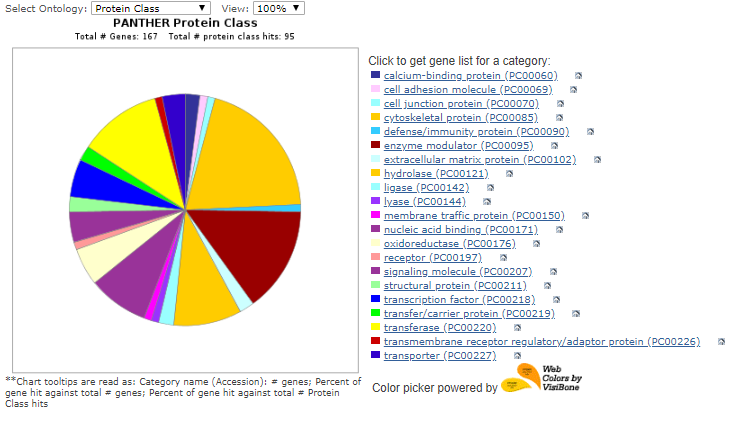 Select Ontology: Protein Class View: 100%
PANTHER Protein Class
Total # Genes: 167 Total # protein class hits: 95
Click to get gene list for a category:
calcium-binding protein (PC00060)
cell adhesion molecule (PC00069)
cell junction protein (PC00070)
cytoskeletal protein (PC00085)
defense/immunity protein (PC00090)
enzyme modulator (PC00095)
extracellular matrix protein (PC00102)
hydrolase (PC00121)
ligase (PC00142)
lyase (PC00144)
membrane traffic protein (PC00150)
nucleic acid binding (PC00171)
oxidoreductase (PC00176)
receptor (PC00197)
signaling molecule (PC00207)
structural protein (PC00211)
transcription factor (PC00218)
transfer/carrier protein (PC00219)
transferase (PC00220)
transmembrane receptor regulatory/adaptor protein (PC00226)
transporter (PC00227)
**Chart tooltips are read as: Category name (Accession): # genes; Percent of
gene hit against total # genes; Percent of gene hit against total # Protein
Class hits
Color picker powered by
Web
Colors by
VisiBone